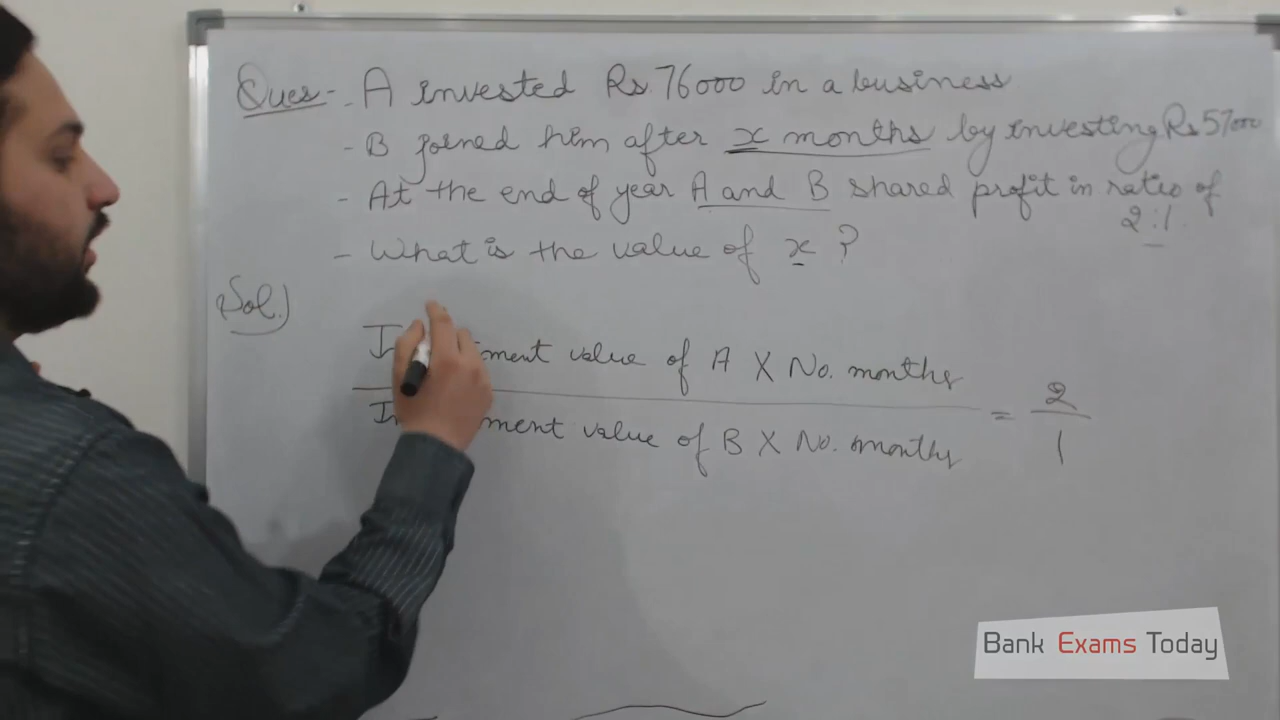 Ques - A invested Rs. 76000 in a business
- B joined him after x months by investing Rs 57000
- At the end of year A and B shared profit in ratio of
2:1.
- What is the value of x ?
Sol.)
ment value of A X No. months
ment value of B X No. months
= 2
1
Bank Exams Today